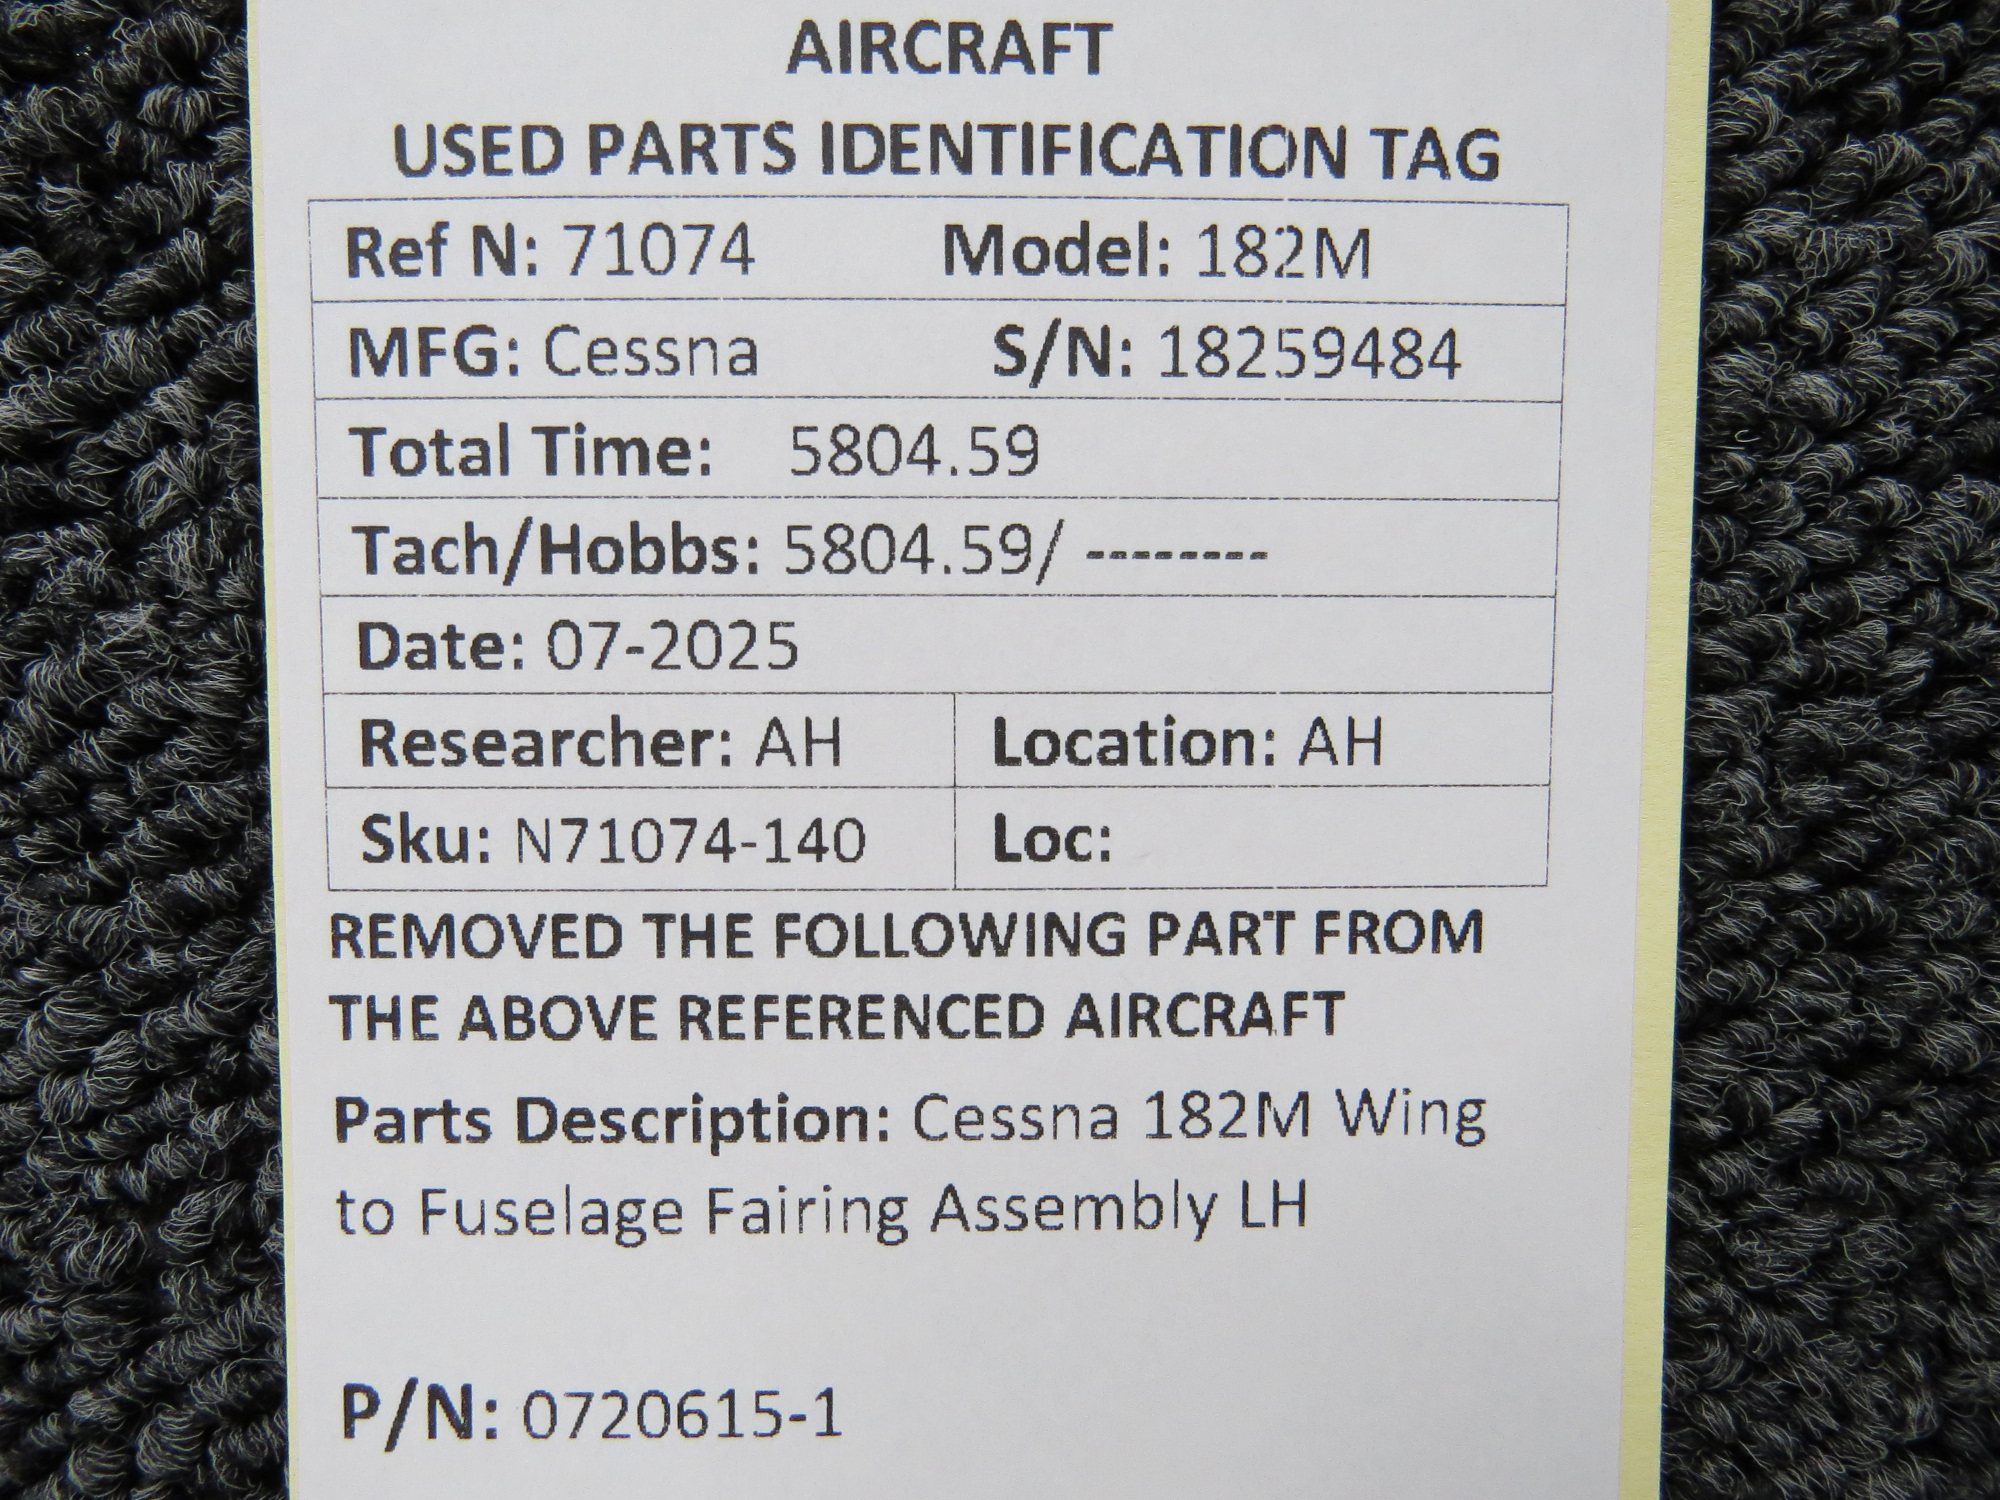 AIRCRAFT
USED PARTS IDENTIFICATION TAG
Ref N: 71074 Model: 182M
MFG: Cessna S/N: 18259484
Total Time: 5804.59
Tach/Hobbs: 5804.59/ --------
Date: 07-2025
Researcher: AH Location: AH
Sku: N71074-140 Loc:
REMOVED THE FOLLOWING PART FROM
THE ABOVE REFERENCED AIRCRAFT
Parts Description: Cessna 182M Wing
to Fuselage Fairing Assembly LH
P/N: 0720615-1